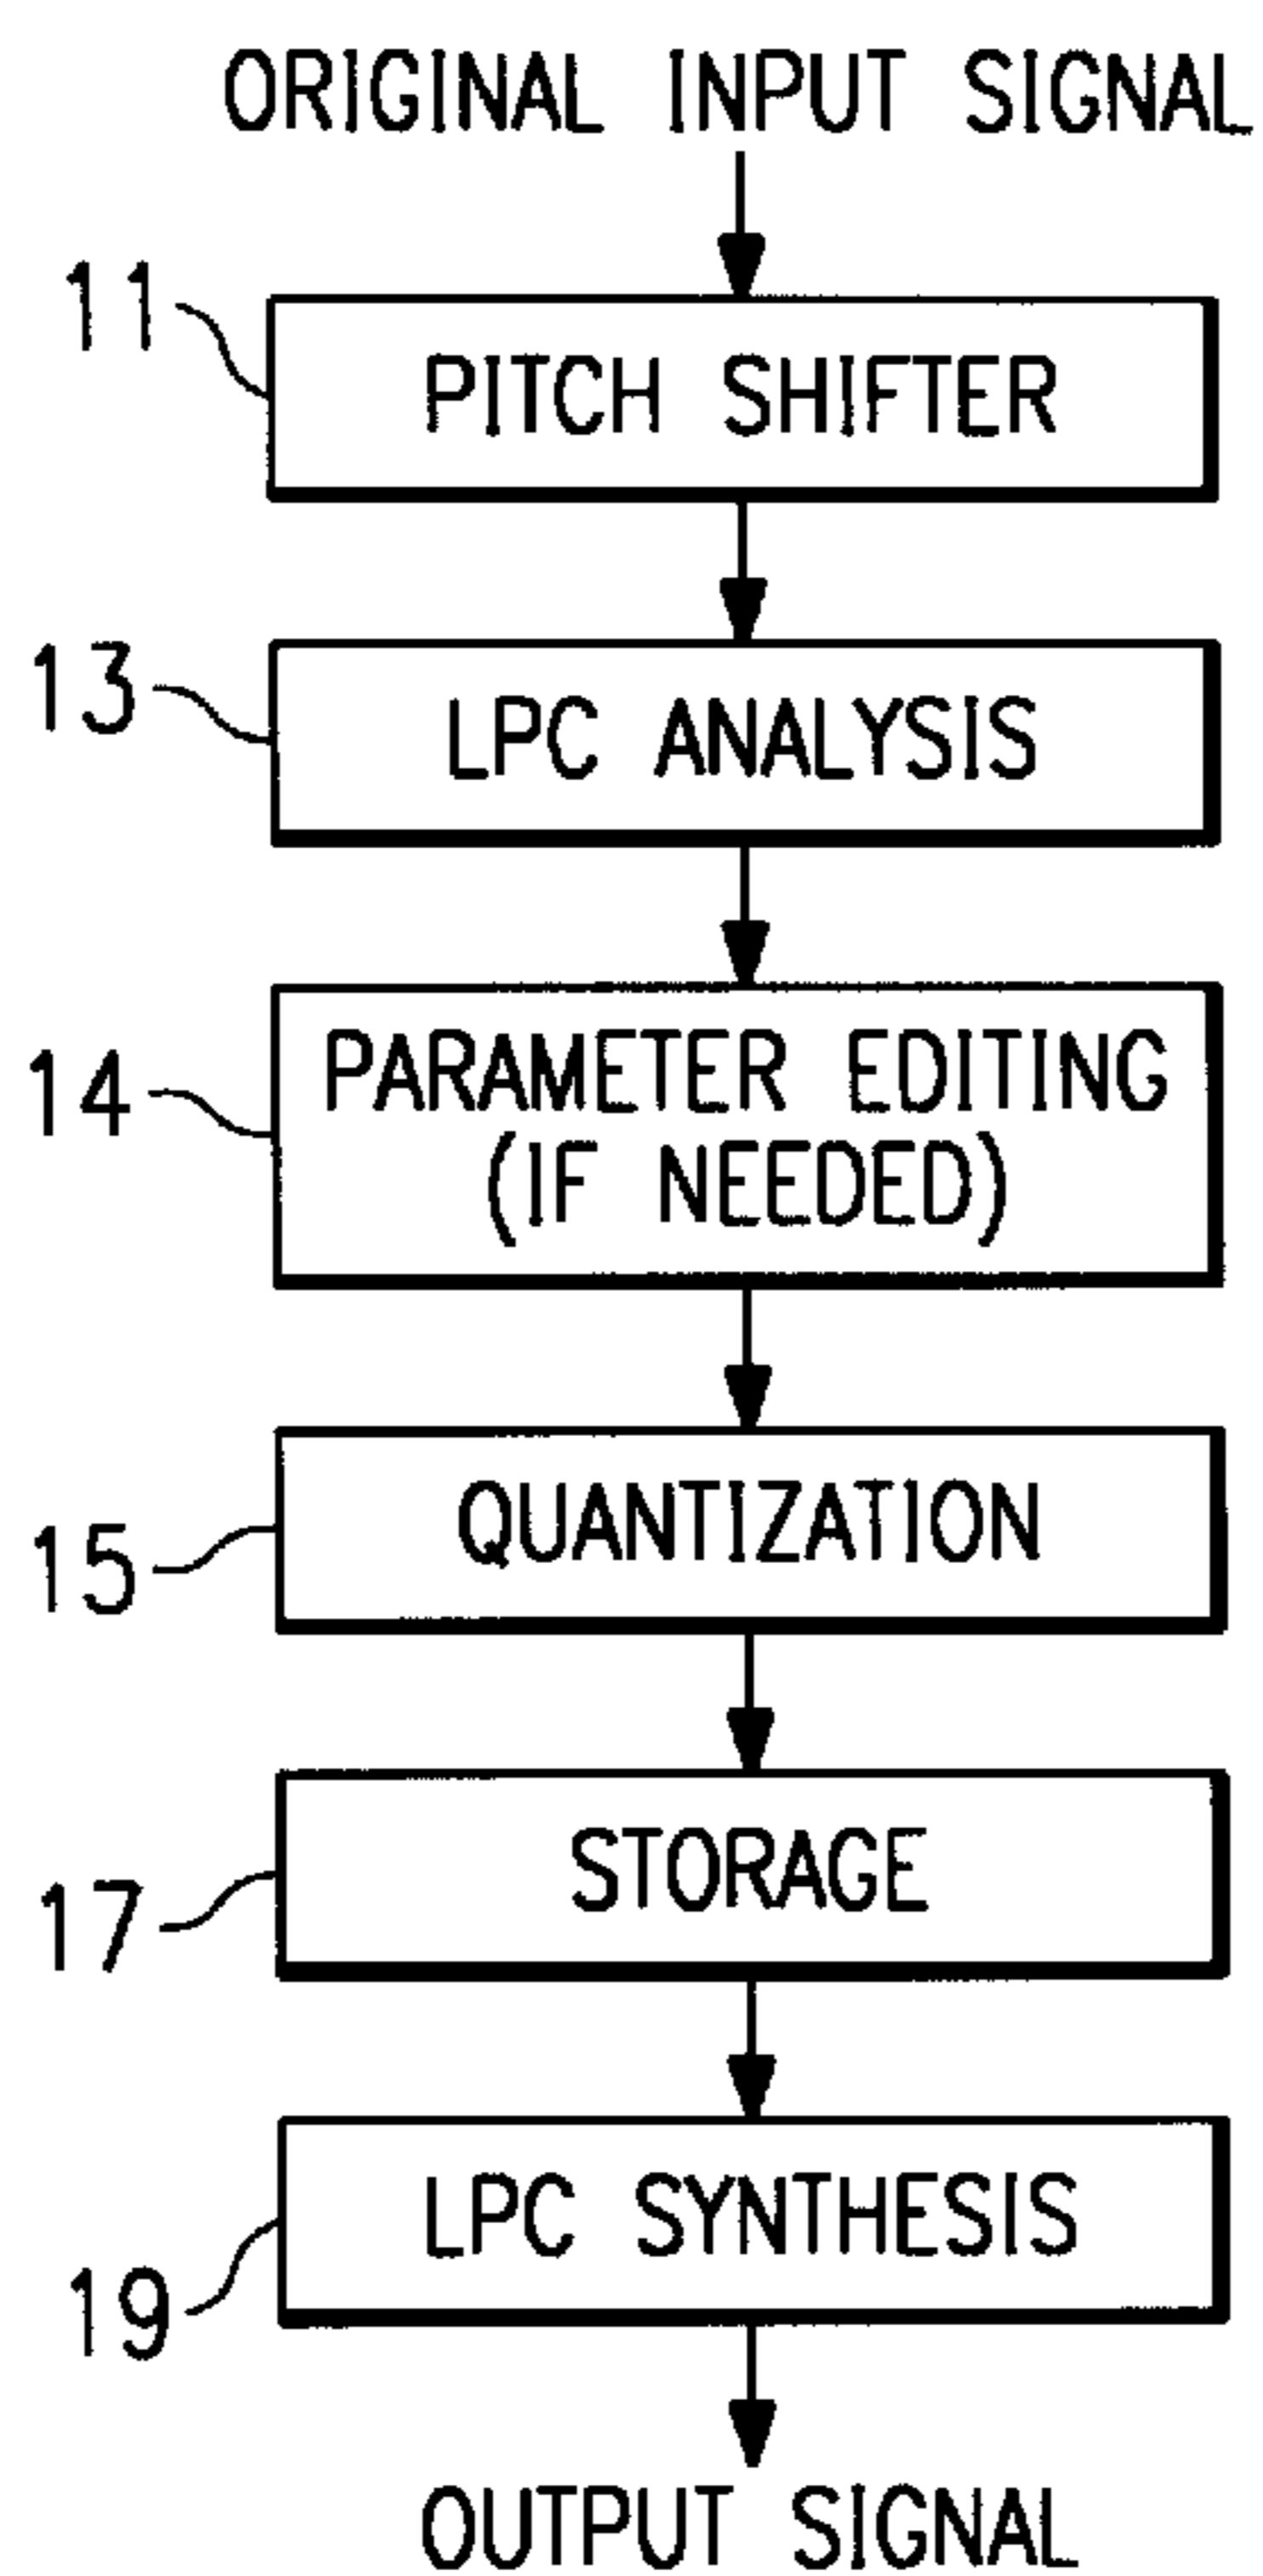 ORIGINAL INPUT SIGNAL
11
PITCH SHIFTER
13
LPC ANALYSIS
14
PARAMETER EDITING
(IF NEEDED)
15
QUANTIZATION
17
STORAGE
19
LPC SYNTHESIS
OUTPUT SIGNAL